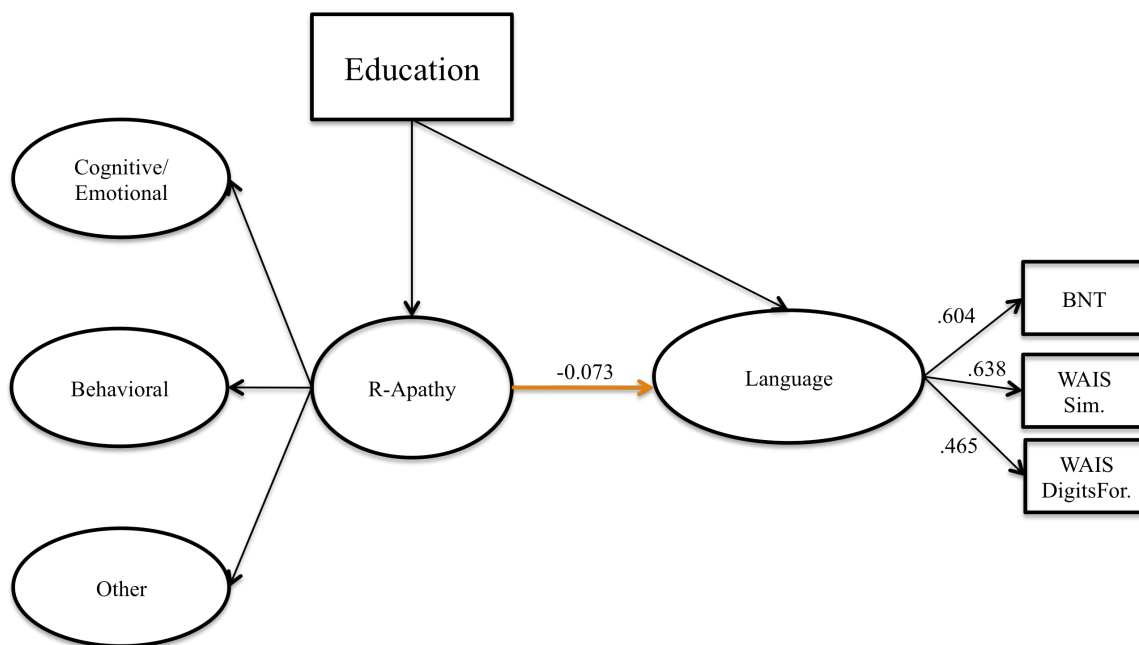 Education
Cognitive/
Emotional
Behavioral
Other
R-Apathy
-0.073
Language
.604
.638
.465
BNT
WAIS
Sim.
WAIS
DigitsFor.